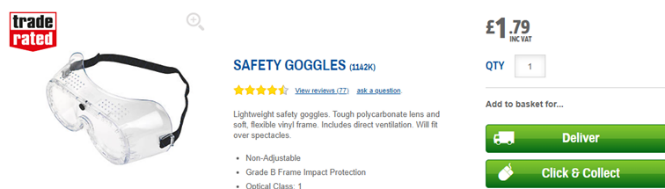 trade
rated
SAFETY GOGGLES (1142K)
View reviews (77) ask a question
Lightweight safety goggles. Tough polycarbonate lens and
soft, flexible vinyl frame. Includes direct ventilation. Will fit
over spectacles.
Non-Adjustable
Grade B Frame Impact Protection
Optical Class: 1
£1.79
INC VAT
QTY 1
Add to basket for...
Deliver
Click & Collect